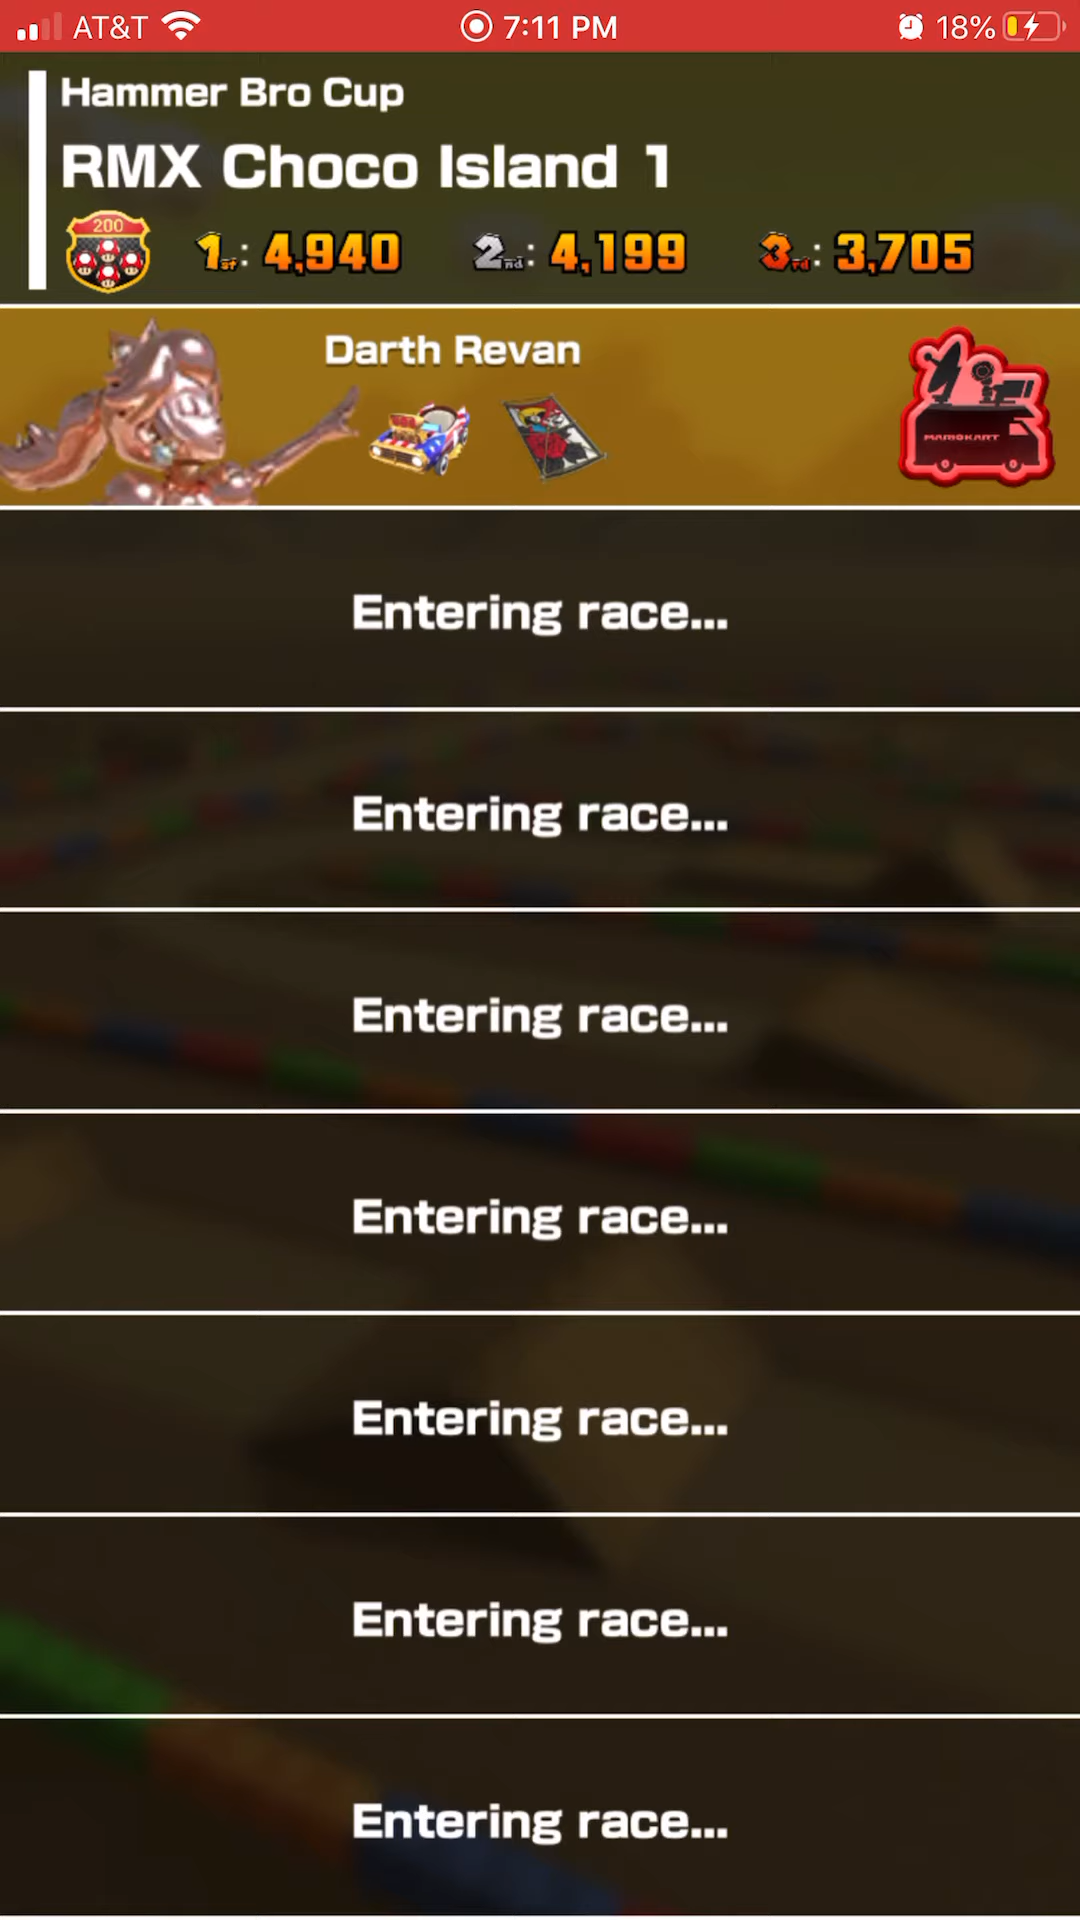 AT&T 7:11 PM 18%
Hammer Bro Cup
RMX Choco Island 1
200 1st: 4,940 2nd: 4,199 3rd: 3,705
Darth Revan
MARIOKART
Entering race...
Entering race...
Entering race...
Entering race...
Entering race...
Entering race...
Entering race...